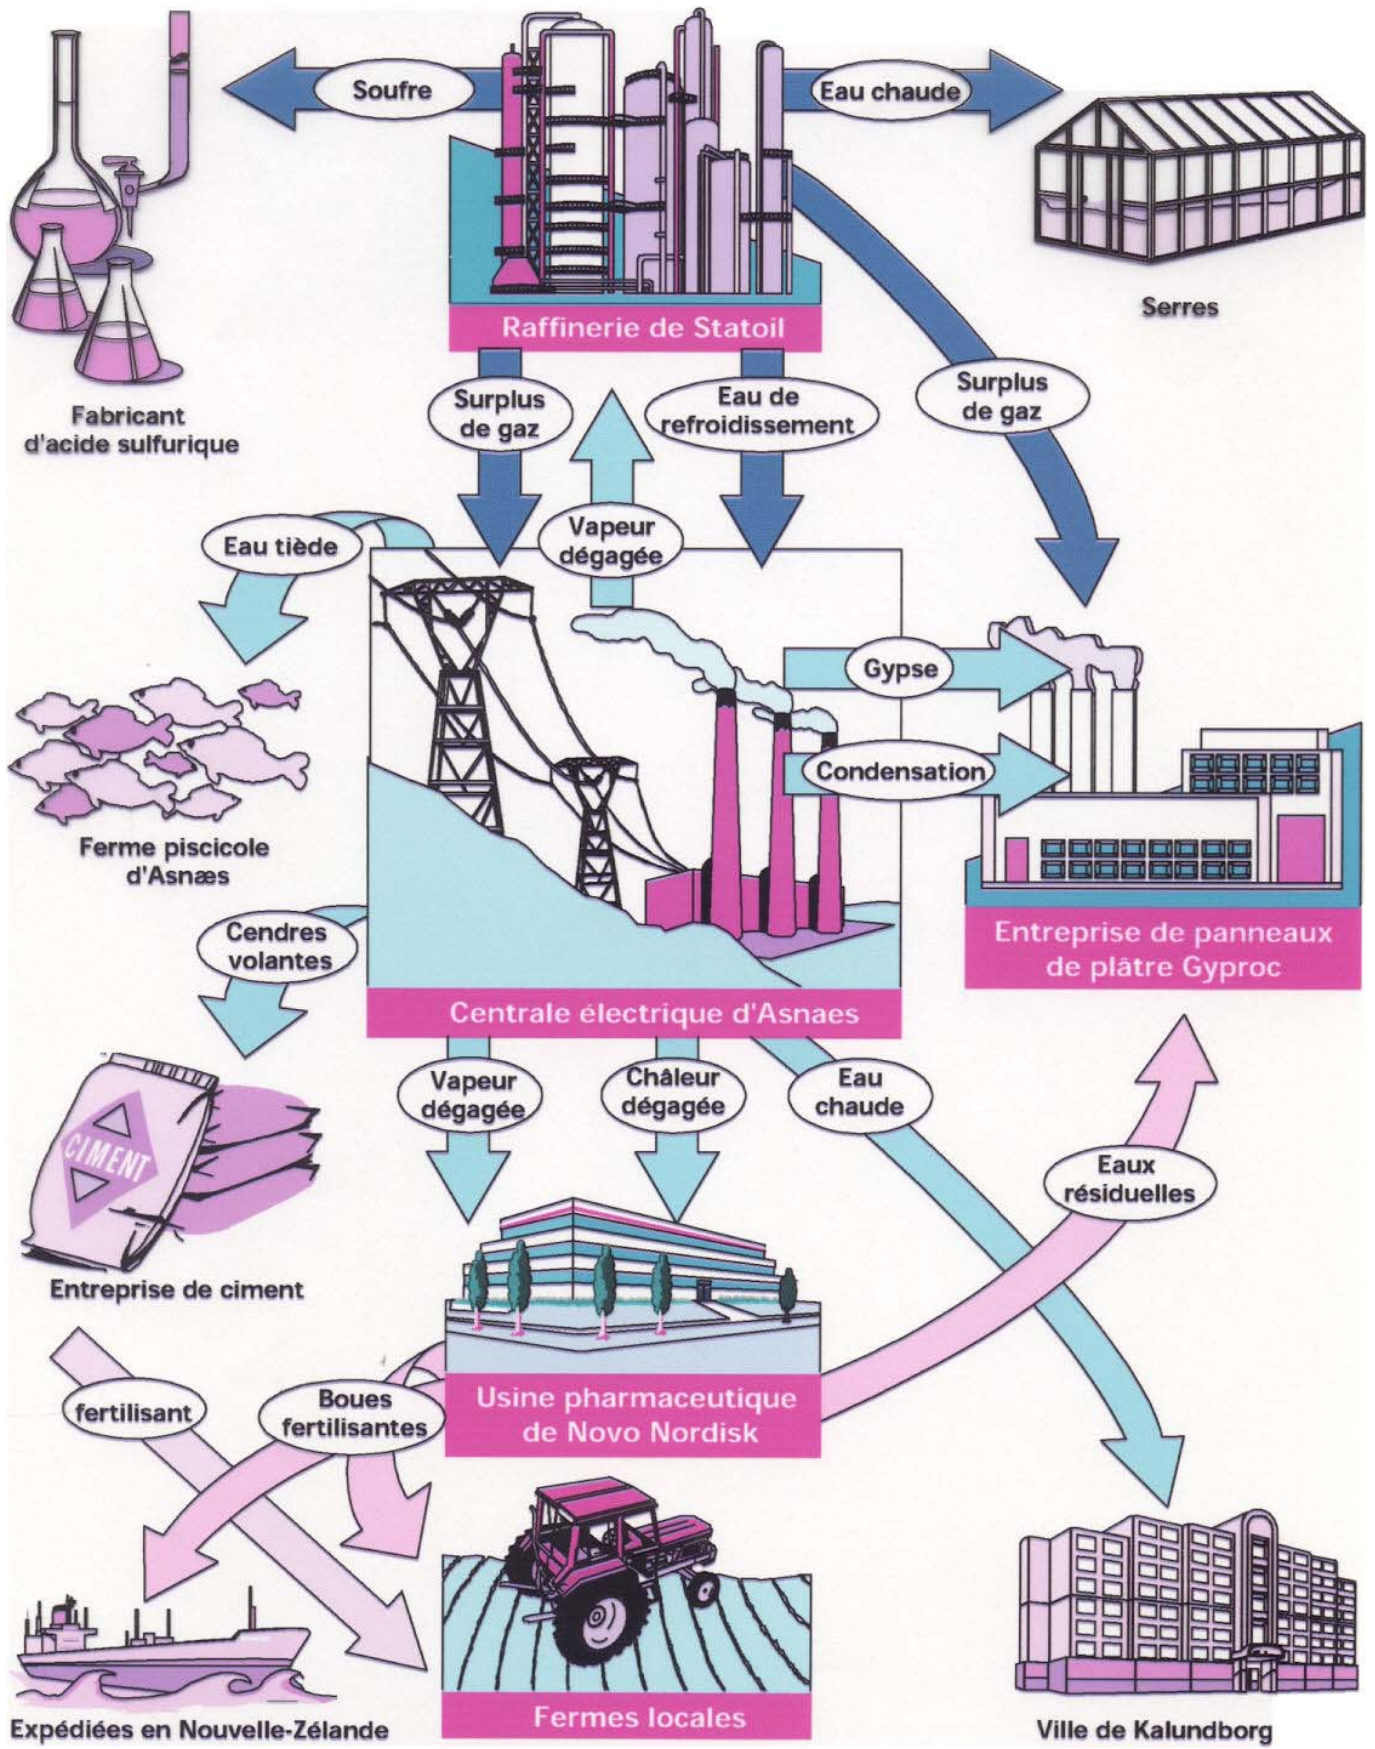 Soufre
Eau chaude
Serres
Raffinerie de Statoil
Fabricant
d'acide sulfurique
Surplus
de gaz
Eau de
refroidissement
Surplus
de gaz
Vapeur
dégagée
Eau tiède
Gypse
Condensation
Ferme piscicole
d'Asnæs
Cendres
volantes
Entreprise de panneaux
de plâtre Gyproc
Centrale électrique d'Asnaes
Vapeur
dégagée
Châleur
dégagée
Eau
chaude
CIMENT
Eaux
résiduelles
Entreprise de ciment
fertilisant
Boues
fertilisantes
Usine pharmaceutique
de Novo Nordisk
Fermes locales
Expédiées en Nouvelle-Zélande
Ville de Kalundborg